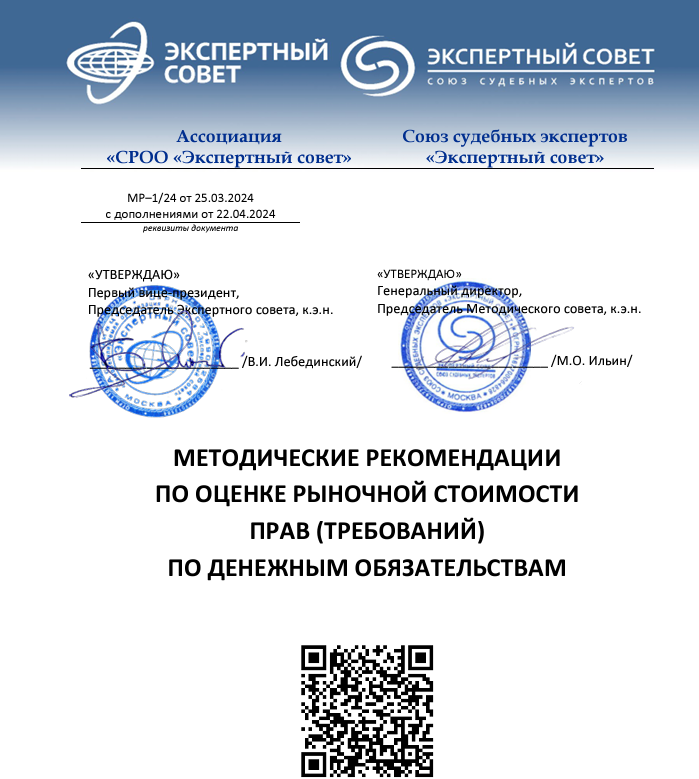 ЭКСПЕРТНЫЙ
СОВЕТ
ЭКСПЕРТНЫЙ СОВЕТ
СОЮЗ СУДЕБНЫХ ЭКСПЕРТОВ
Ассоциация
«СРОО «Экспертный совет»
Союз судебных экспертов
«Экспертный совет»
МР–1/24 от 25.03.2024
с дополнениями от 22.04.2024
реквизиты документа
«УТВЕРЖДАЮ»
Первый вице-президент,
Председатель Экспертного совета, к.э.н.
/В.И. Лебединский/
«УТВЕРЖДАЮ»
Генеральный директор,
Председатель Методического совета, к.э.н.
/М.О. Ильин/
МОСКВА
МОСКВА
МЕТОДИЧЕСКИЕ РЕКОМЕНДАЦИИ
ПО ОЦЕНКЕ РЫНОЧНОЙ СТОИМОСТИ
ПРАВ (ТРЕБОВАНИЙ)
ПО ДЕНЕЖНЫМ ОБЯЗАТЕЛЬСТВАМ